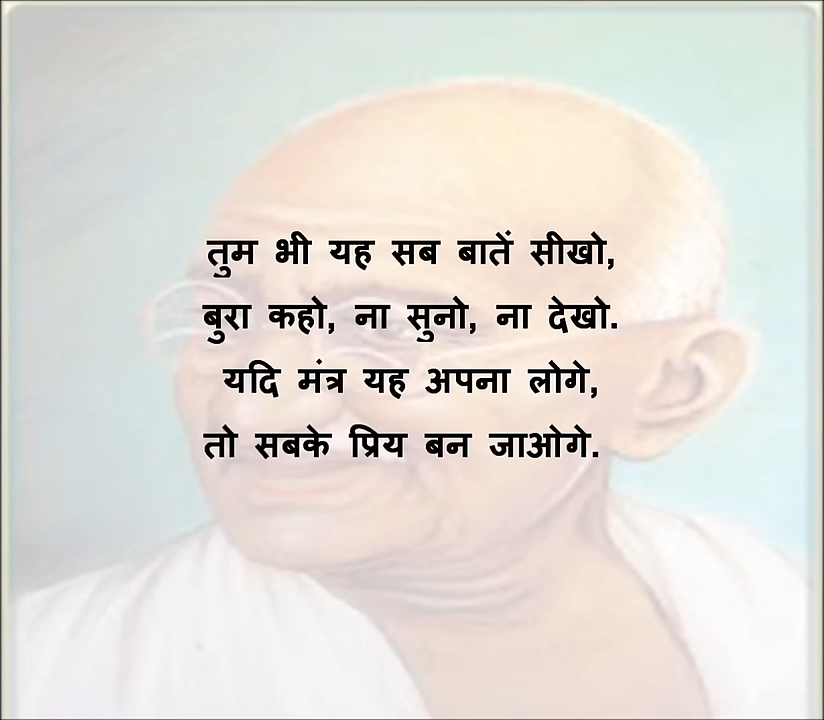 तुम भी यह सब बातें सीखो,
बुरा कहो, ना सुनो, ना देखो.
यदि मंत्र यह अपना लोगे,
तो सबके प्रिय बन जाओगे.